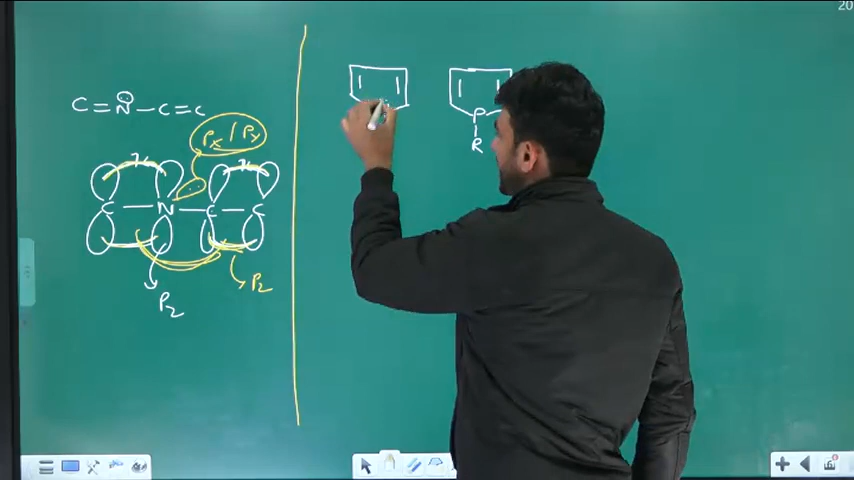 C=N̈-C=C
Px/Py
π π
C-N-C-C
Pz
Pz
P
R
20